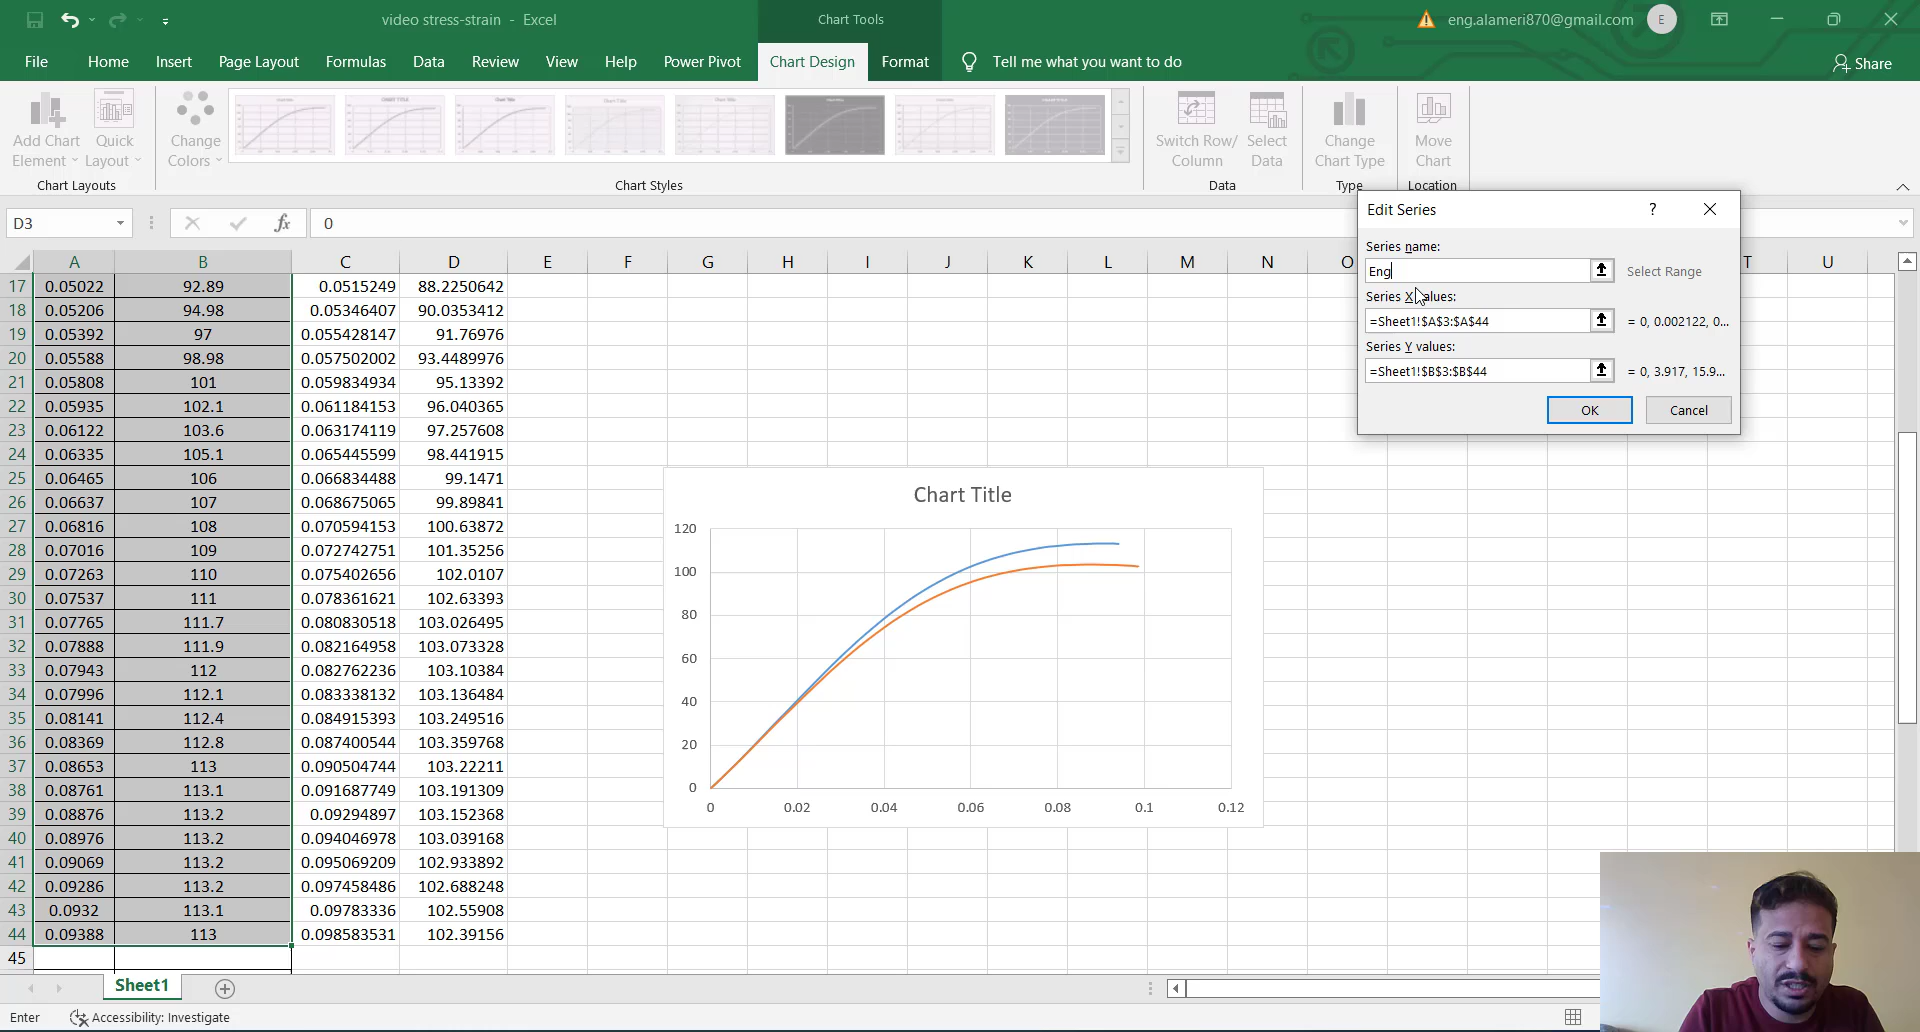 video stress-strain - Excel
Chart Tools
eng.alameri870@gmail.com
E
File
Home
Insert
Page Layout
Formulas
Data
Review
View
Help
Power Pivot
Chart Design
Format
Tell me what you want to do
Share
Add Chart
Element
Quick
Layout
Change
Colors
Switch Row/
Column
Select
Data
Change
Chart Type
Move
Chart
Chart Layouts
Chart Styles
Data
Type
Location
D3
fx
0
Edit Series
?
Series name:
Eng
Select Range
Series X values:
=Sheet1!$A$3:$A$44
= 0, 0.002122, 0...
Series Y values:
=Sheet1!$B$3:$B$44
= 0, 3.917, 15.9...
OK
Cancel
A B C D E F G H I J K L M N O T U
17 0.05022 92.89 0.0515249 88.2250642
18 0.05206 94.98 0.05346407 90.0353412
19 0.05392 97 0.055428147 91.76976
20 0.05588 98.98 0.057502002 93.4489976
21 0.05808 101 0.059834934 95.13392
22 0.05935 102.1 0.061184153 96.040365
23 0.06122 103.6 0.063174119 97.257608
24 0.06335 105.1 0.065445599 98.441915
25 0.06465 106 0.066834488 99.1471
26 0.06637 107 0.068675065 99.89841
27 0.06816 108 0.070594153 100.63872
28 0.07016 109 0.072742751 101.35256
29 0.07263 110 0.075402656 102.0107
30 0.07537 111 0.078361621 102.63393
31 0.07765 111.7 0.080830518 103.026495
32 0.07888 111.9 0.082164958 103.073328
33 0.07943 112 0.082762236 103.10384
34 0.07996 112.1 0.083338132 103.136484
35 0.08141 112.4 0.084915393 103.249516
36 0.08369 112.8 0.087400544 103.359768
37 0.08653 113 0.090504744 103.22211
38 0.08761 113.1 0.091687749 103.191309
39 0.08876 113.2 0.09294897 103.152368
40 0.08976 113.2 0.094046978 103.039168
41 0.09069 113.2 0.095069209 102.933892
42 0.09286 113.2 0.097458486 102.688248
43 0.0932 113.1 0.09783336 102.55908
44 0.09388 113 0.098583531 102.39156
45
Chart Title
120
100
80
60
40
20
0
0 0.02 0.04 0.06 0.08 0.1 0.12
Sheet1
Enter
Accessibility: Investigate